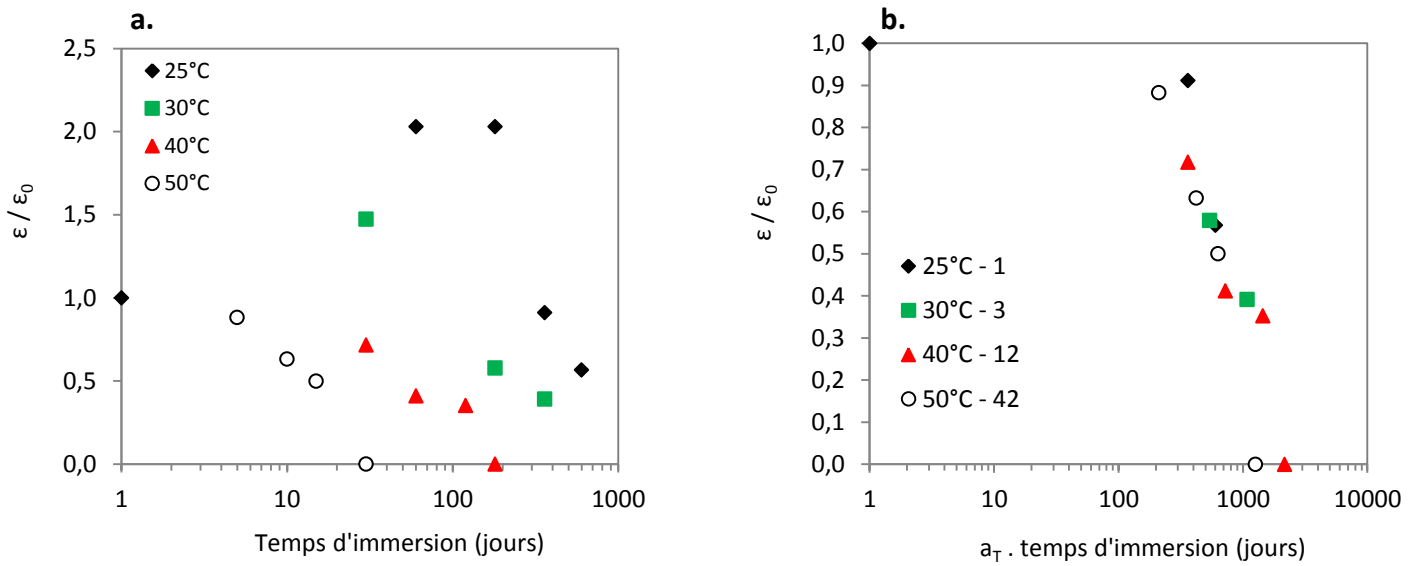 a.
2,5
2,0
1,5
1,0
0,5
0,0
ε / ε0
25°C
30°C
40°C
50°C
1
10
100
1000
Temps d'immersion (jours)
b.
1,0
0,9
0,8
0,7
0,6
0,5
0,4
0,3
0,2
0,1
0,0
ε / ε0
25°C - 1
30°C - 3
40°C - 12
50°C - 42
1
10
100
1000
10000
aT . temps d'immersion (jours)